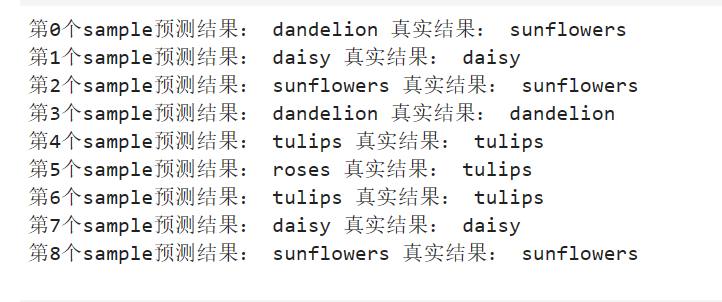 第0个sample预测结果： dandelion 真实结果： sunflowers
第1个sample预测结果： daisy 真实结果： daisy
第2个sample预测结果： sunflowers 真实结果： sunflowers
第3个sample预测结果： dandelion 真实结果： dandelion
第4个sample预测结果： tulips 真实结果： tulips
第5个sample预测结果： roses 真实结果： tulips
第6个sample预测结果： tulips 真实结果： tulips
第7个sample预测结果： daisy 真实结果： daisy
第8个sample预测结果： sunflowers 真实结果： sunflowers